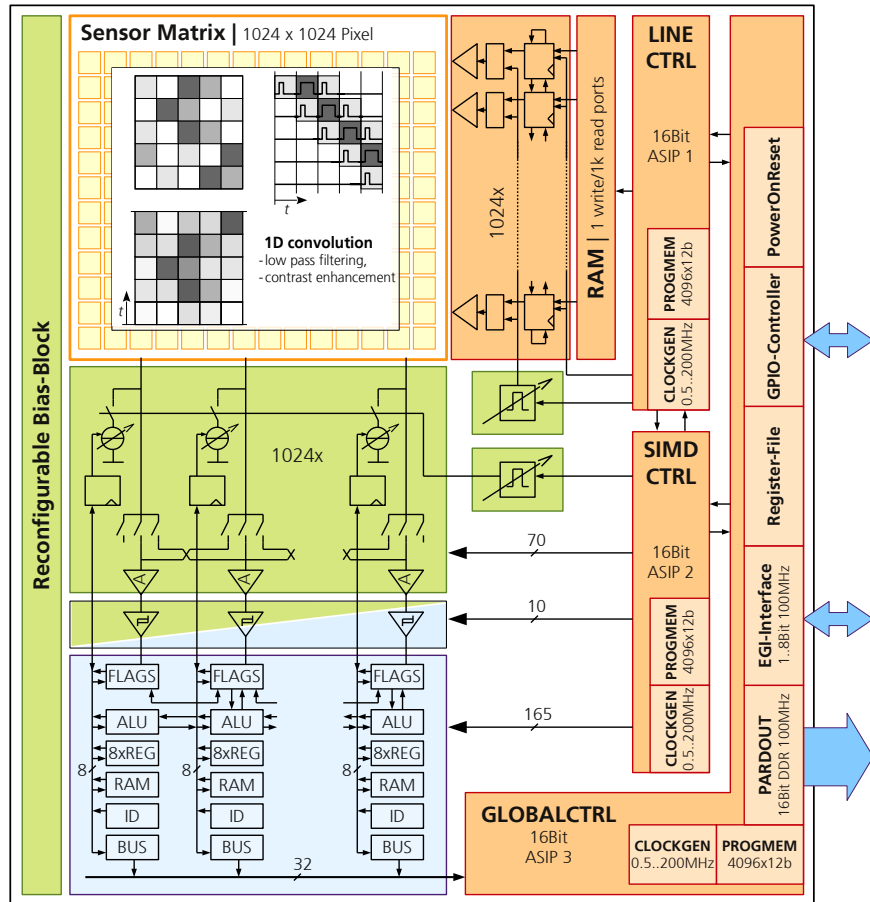 Reconfigurable Bias-Block
Sensor Matrix | 1024 x 1024 Pixel
t
t
1D convolution
- low pass filtering,
- contrast enhancement
1024x
RAM | 1 write/1k read ports
LINE
CTRL
16Bit
ASIP 1
PROGMEM
4096x12b
CLOCKGEN
0.5..200MHz
PowerOnReset
GPIO-Controller
Register-File
EGI-Interface
1..8Bit 100MHz
PARDOUT
16Bit DDR 100MHz
1024x
SIMD
CTRL
16Bit
ASIP 2
PROGMEM
4096x12b
CLOCKGEN
0.5..200MHz
70
10
165
A
A
A
FLAGS
FLAGS
FLAGS
ALU
ALU
ALU
8xREG
8xREG
8xREG
8
8
8
RAM
RAM
RAM
ID
ID
ID
BUS
BUS
BUS
32
GLOBALCTRL
16Bit
ASIP 3
CLOCKGEN
0.5..200MHz
PROGMEM
4096x12b